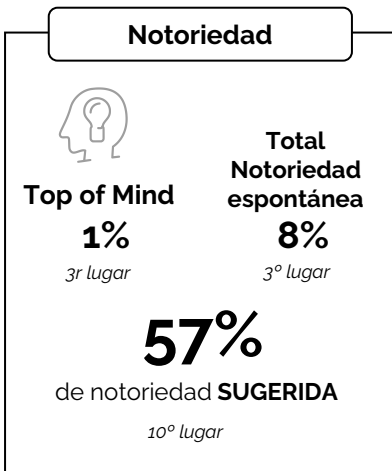 Notoriedad
Top of Mind
1%
3r lugar
Total
Notoriedad
espontánea
8%
3º lugar
57%
de notoriedad SUGERIDA
10º lugar